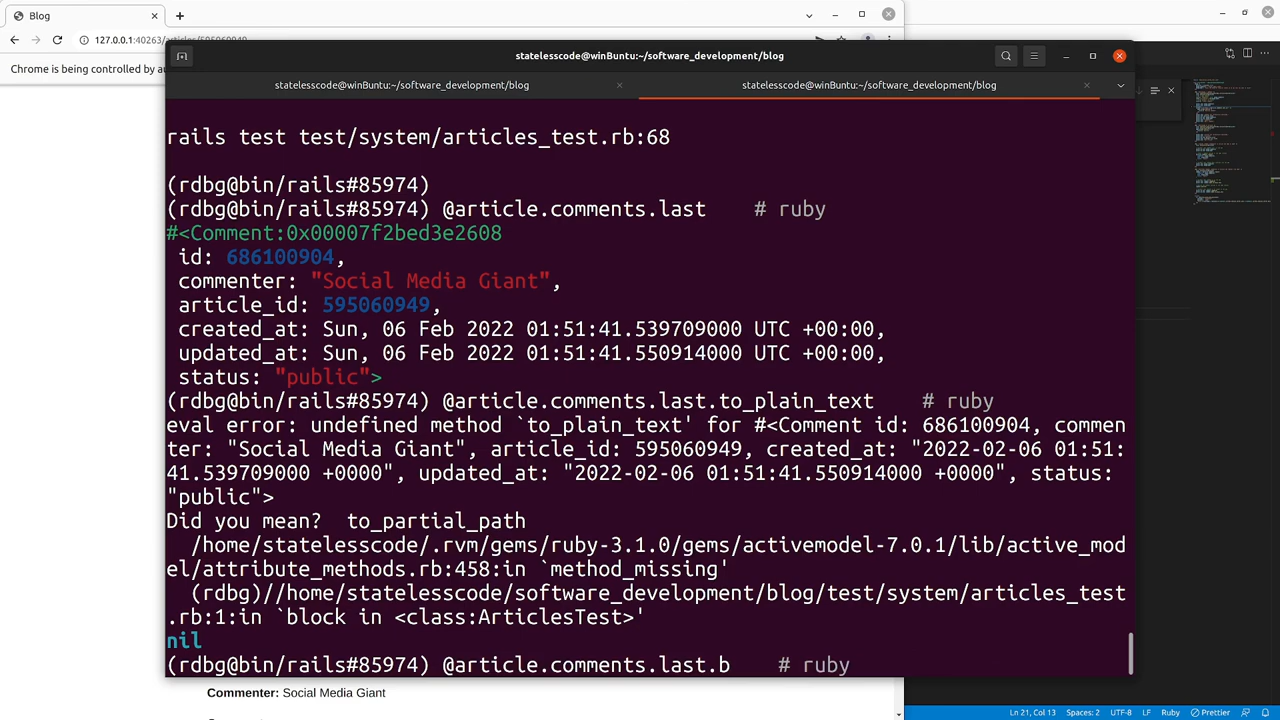 Blog
127.0.0.1:40263/articles/595060949
Chrome is being controlled by au
statelesscode@winBuntu:~/software_development/blog
statelesscode@winBuntu:~/software_development/blog
statelesscode@winBuntu:~/software_development/blog
rails test test/system/articles_test.rb:68
(rdbg@bin/rails#85974)
(rdbg@bin/rails#85974) @article.comments.last    # ruby
#<Comment:0x00007f2bed3e2608
id: 686100904,
commenter: "Social Media Giant",
article_id: 595060949,
created_at: Sun, 06 Feb 2022 01:51:41.539709000 UTC +00:00,
updated_at: Sun, 06 Feb 2022 01:51:41.550914000 UTC +00:00,
status: "public">
(rdbg@bin/rails#85974) @article.comments.last.to_plain_text    # ruby
eval error: undefined method `to_plain_text' for #<Comment id: 686100904, commen
ter: "Social Media Giant", article_id: 595060949, created_at: "2022-02-06 01:51:
41.539709000 +0000", updated_at: "2022-02-06 01:51:41.550914000 +0000", status:
"public">
Did you mean?  to_partial_path
/home/statelesscode/.rvm/gems/ruby-3.1.0/gems/activemodel-7.0.1/lib/active_mod
el/attribute_methods.rb:458:in `method_missing'
(rdbg)//home/statelesscode/software_development/blog/test/system/articles_test
.rb:1:in `block in <class:ArticlesTest>'
nil
(rdbg@bin/rails#85974) @article.comments.last.b    # ruby
Commenter: Social Media Giant
Ln 21, Col 13 Spaces: 2 UTF-8 LF Ruby Prettier